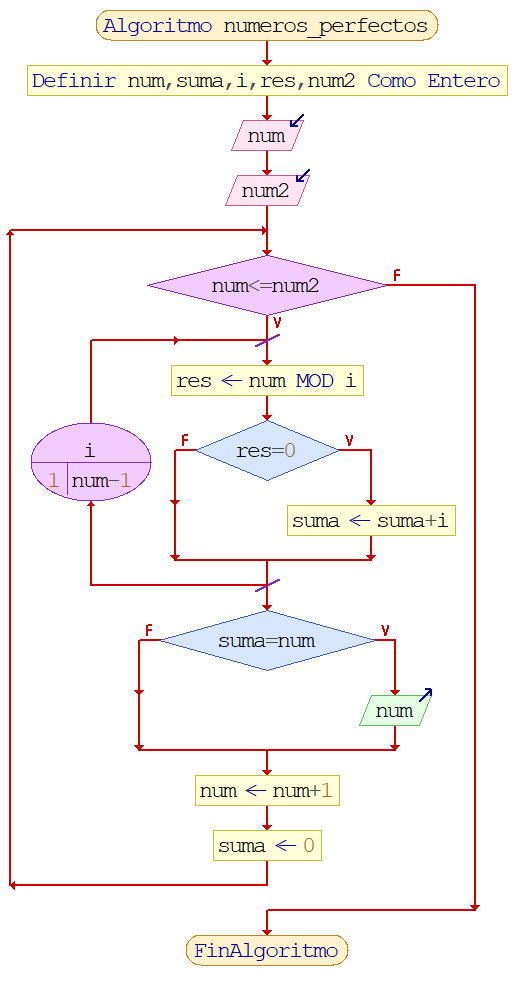 Algoritmo numeros_perfectos
Definir num,suma,i,res,num2 Como Entero
num
num2
num<=num2
F
V
res ← num MOD i
i
1 num-1
res=0
F
V
suma ← suma+i
suma=num
F
V
num
num ← num+1
suma ← 0
FinAlgoritmo